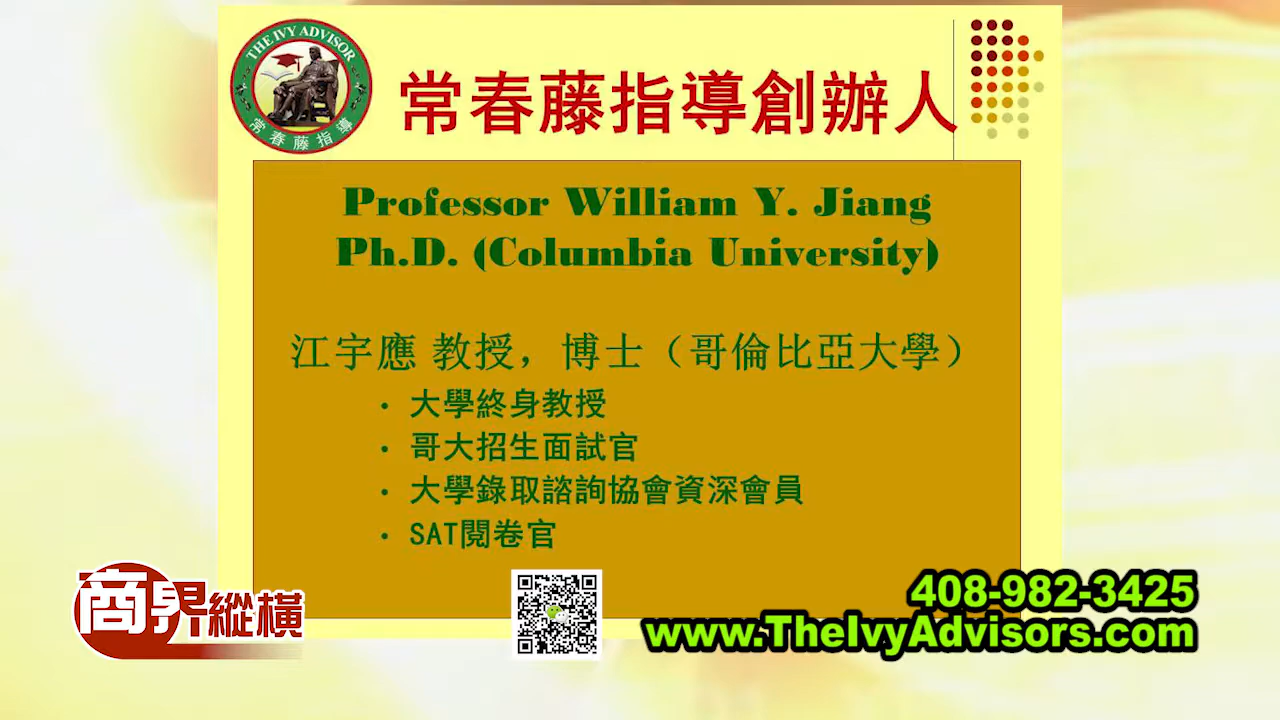 THE IVY ADVISOR
常春藤指導
常春藤指導創辦人
Professor William Y. Jiang
Ph.D. (Columbia University)
江宇應 教授，博士（哥倫比亞大學）
• 大學終身教授
• 哥大招生面試官
• 大學錄取諮詢協會資深會員
• SAT閱卷官
商界縱橫
408-982-3425
www.TheIvyAdvisors.com